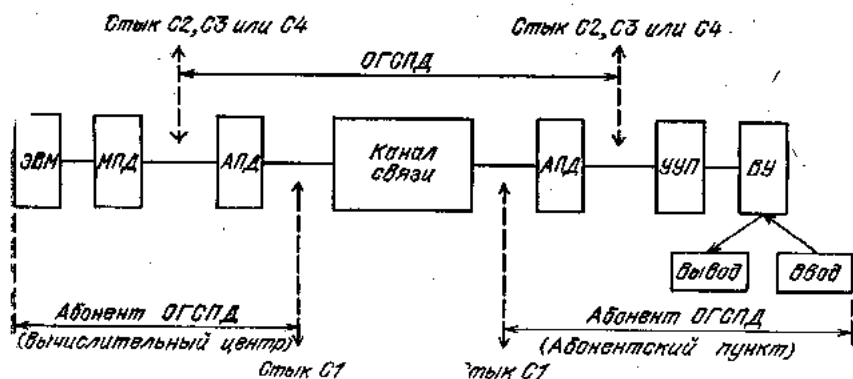 Стык С2, С3 или С4
Стык С2, С3 или С4
ОГСПД
ЭВМ
МПД
АПД
Канал
связи
АПД
УУП
ВУ
Вывод
Ввод
Абонент ОГСПД
(Вычислительный центр)
Абонент ОГСПД
(Абонентский пункт)
Стык С1
Стык С1